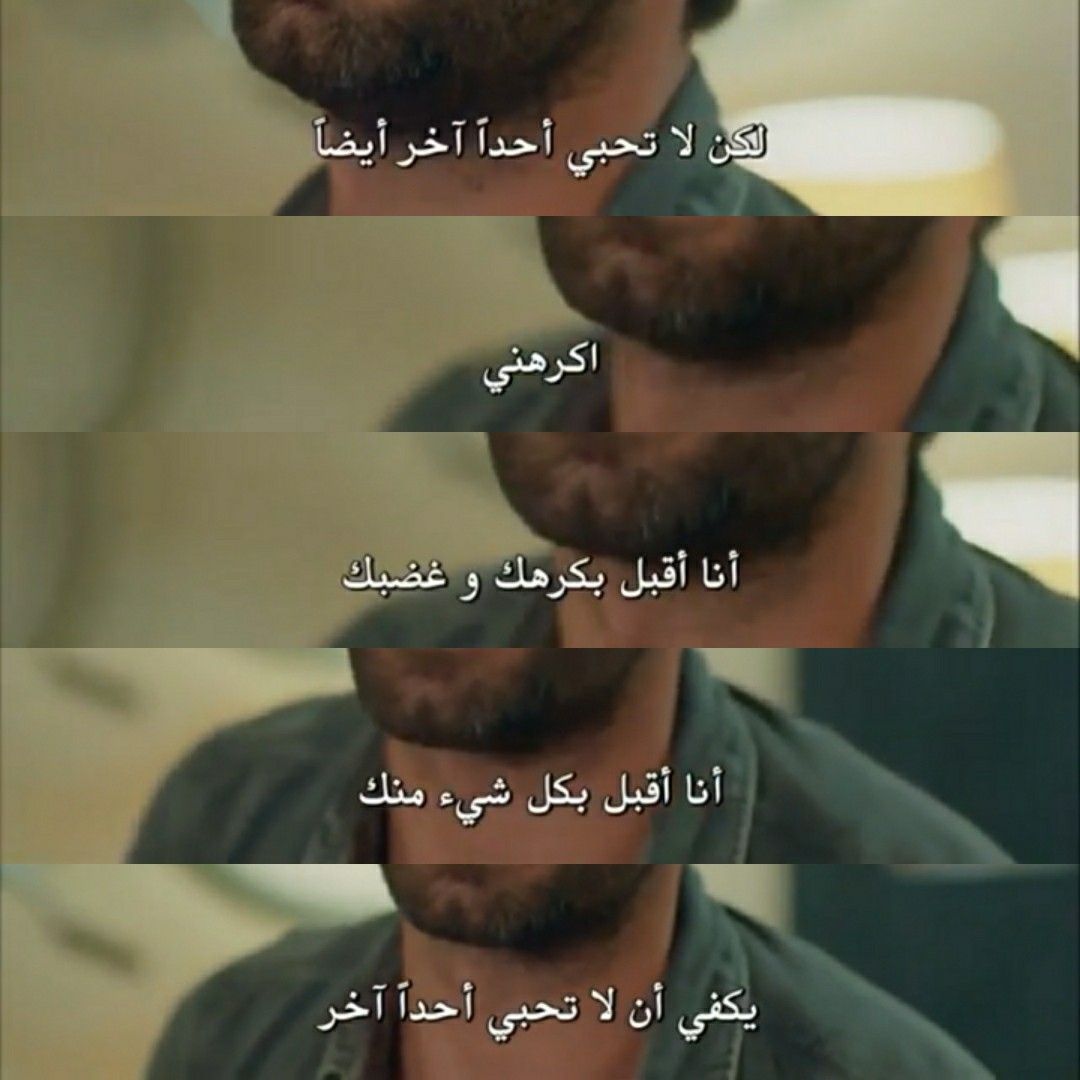 لكن لا تحبي أحداً آخر أيضاً
اكرهني
أنا أقبل بكرهك و غضبك
أنا أقبل بكل شيء منك
يكفي أن لا تحبي أحداً آخر